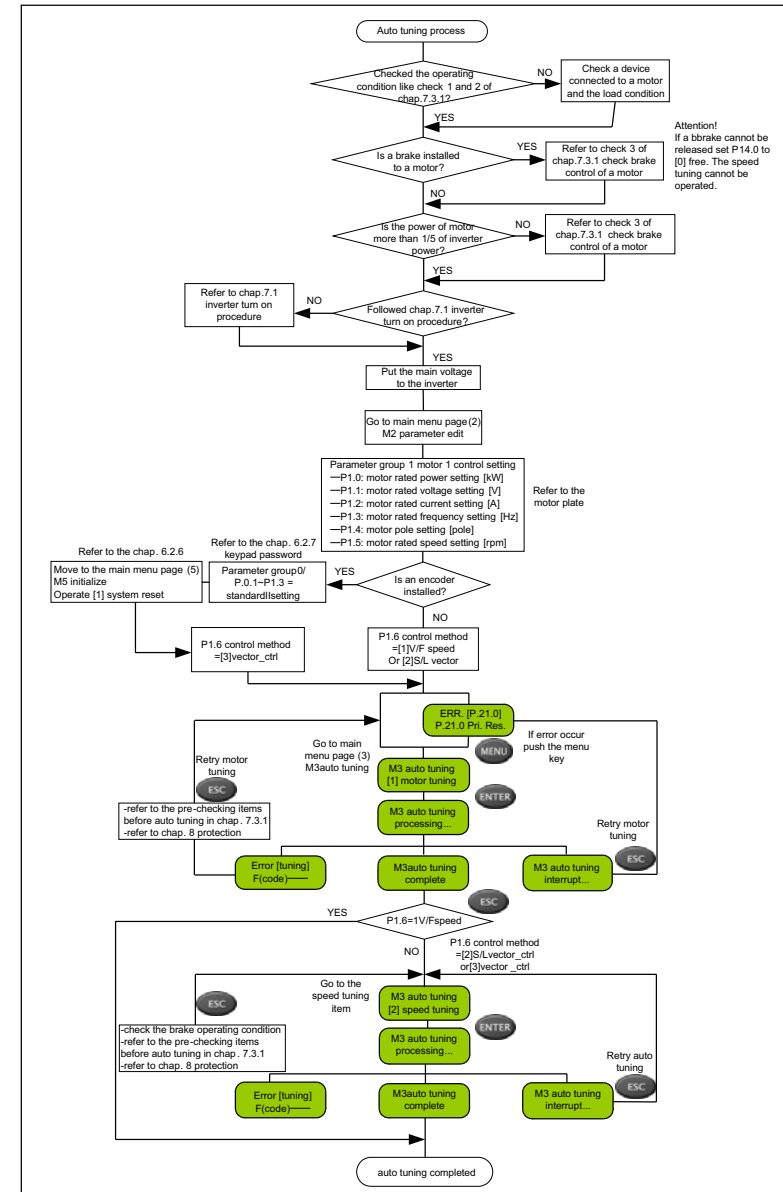 Auto tuning process
Checked the operating
condition like check 1 and 2 of
chap.7.3.1?
NO
Check a device
connected to a motor
and the load condition
YES
Attention!
If a bbrake cannot be
released set P14.0 to
[0] free. The speed
tuning cannot be
operated.
Is a brake installed
to a motor?
YES
Refer to check 3 of
chap.7.3.1 check brake
control of a motor
NO
Is the power of motor
more than 1/5 of inverter
power?
NO
Refer to check 3 of
chap.7.3.1 check brake
control of a motor
YES
Refer to chap.7.1
inverter turn on
procedure
NO
Followed chap.7.1 inverter
turn on procedure?
YES
Put the main voltage
to the inverter
Go to main menu page(2)
M2 parameter edit
Parameter group 1 motor 1 control setting
—P1.0: motor rated power setting [kW]
—P1.1: motor rated voltage setting [V]
—P1.2: motor rated current setting [A]
—P1.3: motor rated frequency setting [Hz]
—P1.4: motor pole setting [pole]
—P1.5: motor rated speed setting [rpm]
Refer to the
motor plate
Refer to the chap. 6.2.6
Refer to the chap. 6.2.7
keypad password
Move to the main menu page (5)
M5 initialize
Operate [1] system reset
Parameter group0/
P.0.1~P1.3 =
standardIIsetting
YES
Is an encoder
installed?
NO
P1.6 control method
=[3]vector_ctrl
P1.6 control method
=[1]V/F speed
Or [2]S/L vector
ERR. [P.21.0]
P.21.0 Pri. Res.
Go to main
menu page (3)
M3auto tuning
MENU
If error occur
push the menu
key
Retry motor
tuning
ESC
M3 auto tuning
[1] motor tuning
ENTER
-refer to the pre-checking items
before auto tuning in chap. 7.3.1
-refer to chap. 8 protection
M3 auto tuning
processing...
Retry motor
tuning
ESC
Error [tuning]
F(code)——
M3auto tuning
complete
M3 auto tuning
interrupt...
ESC
YES
P1.6=1V/Fspeed
NO
P1.6 control method
=[2]S/Lvector_ctrl
or[3]vector _ctrl
Go to the
speed tuning
item
ESC
M3 auto tuning
[2] speed tuning
ENTER
-check the brake operating condition
-refer to the pre-checking items
before auto tuning in chap. 7.3.1
-refer to chap. 8 protection
M3 auto tuning
processing...
Retry auto
tuning
ESC
Error [tuning]
F(code)——
M3auto tuning
complete
M3 auto tuning
interrupt...
auto tuning completed